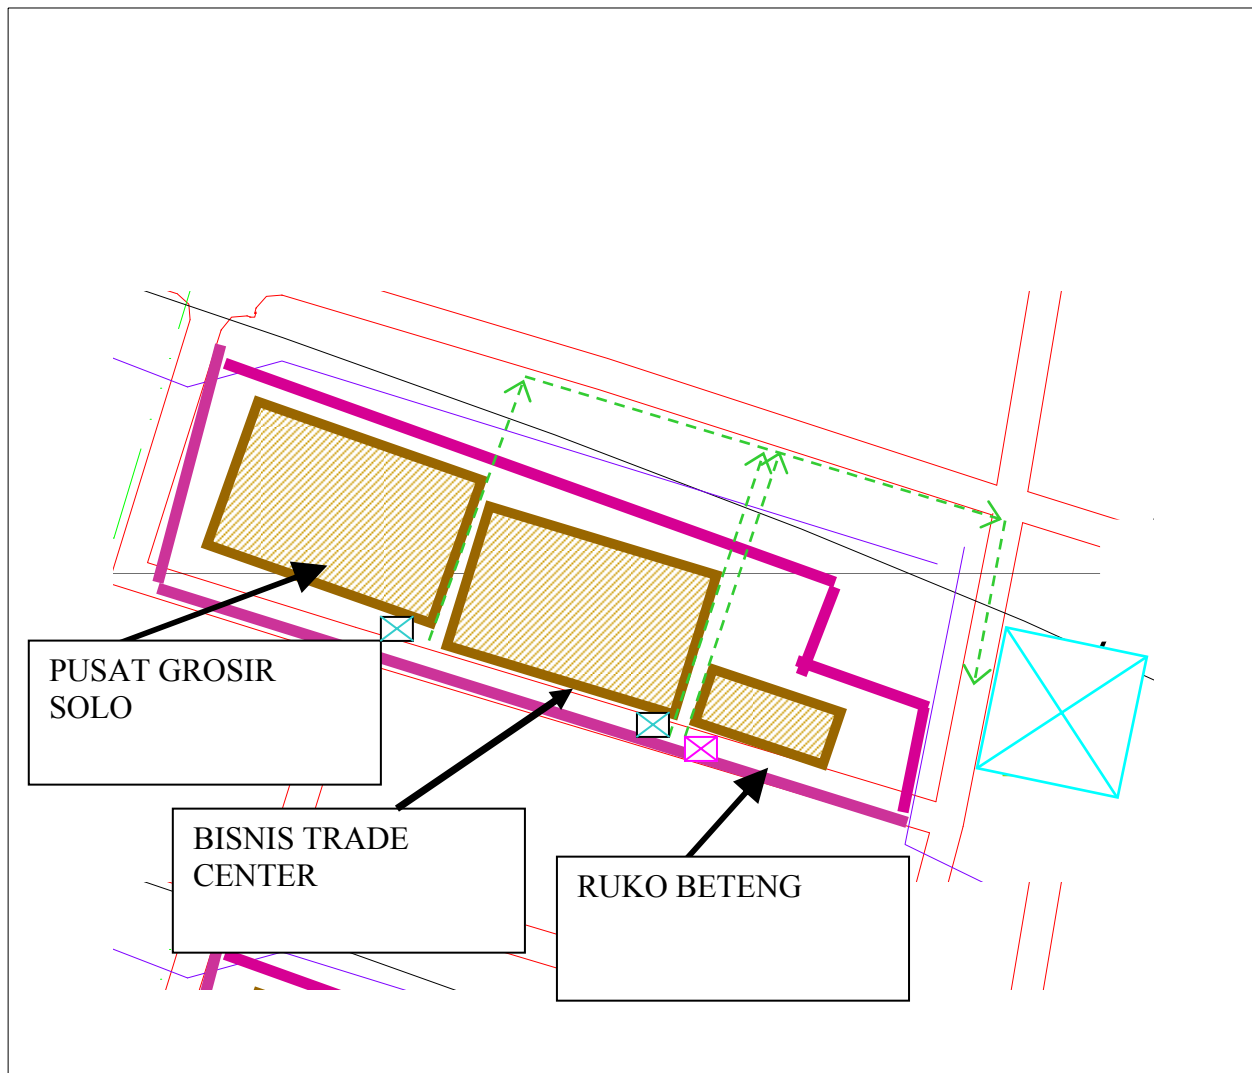 PUSAT GROSIR
SOLO
BISNIS TRADE
CENTER
RUKO BETENG